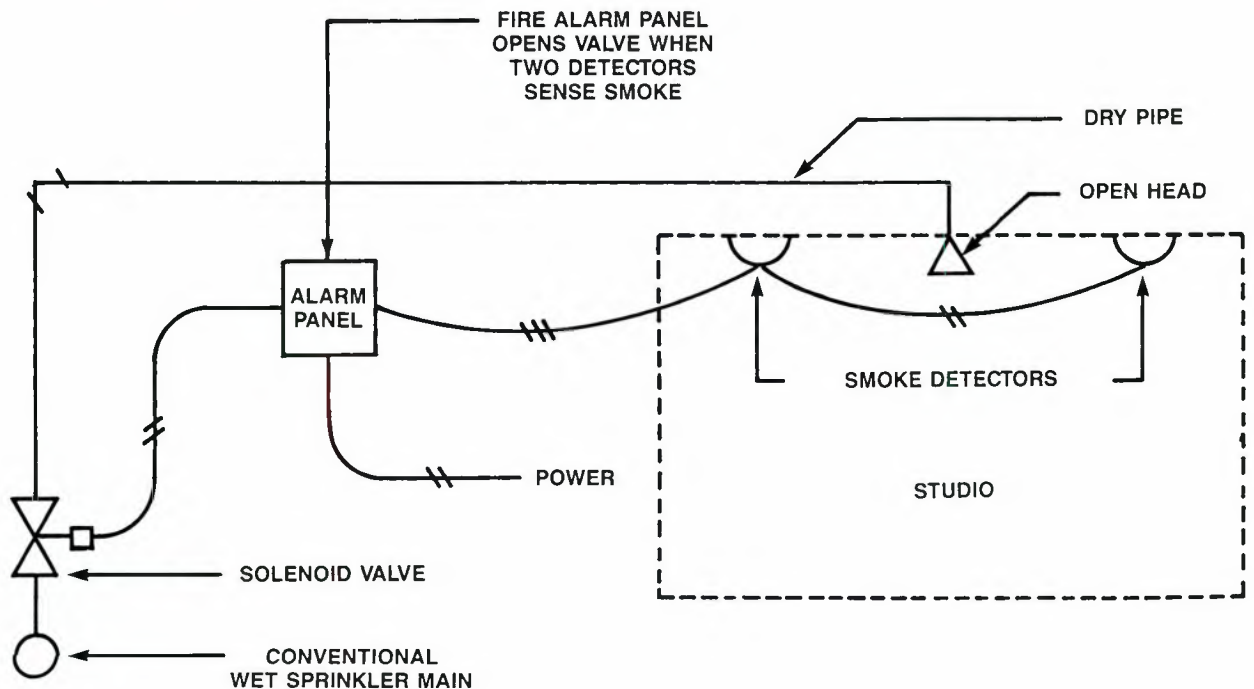 FIRE ALARM PANEL
OPENS VALVE WHEN
TWO DETECTORS
SENSE SMOKE
DRY PIPE
OPEN HEAD
ALARM
PANEL
SMOKE DETECTORS
POWER
STUDIO
SOLENOID VALVE
CONVENTIONAL
WET SPRINKLER MAIN